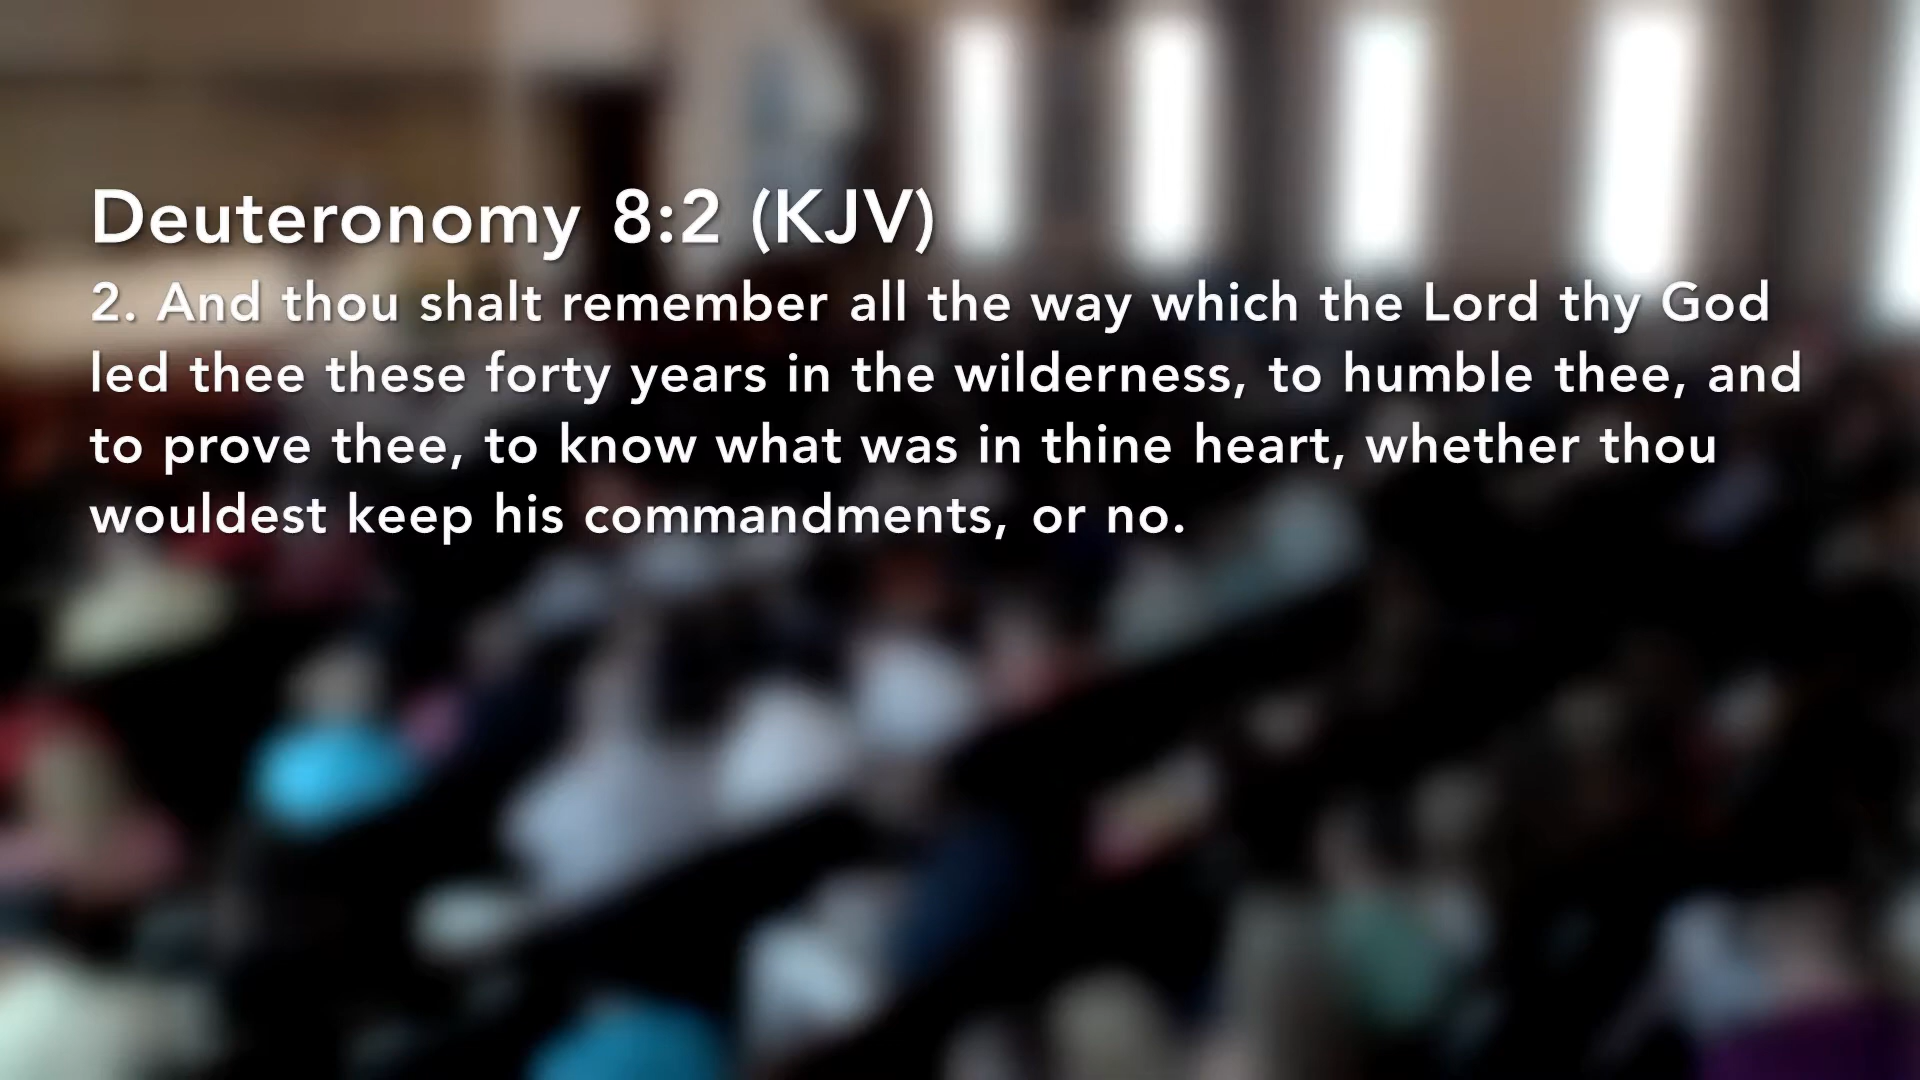 Deuteronomy 8:2 (KJV)
2. And thou shalt remember all the way which the Lord thy God
led thee these forty years in the wilderness, to humble thee, and
to prove thee, to know what was in thine heart, whether thou
wouldest keep his commandments, or no.